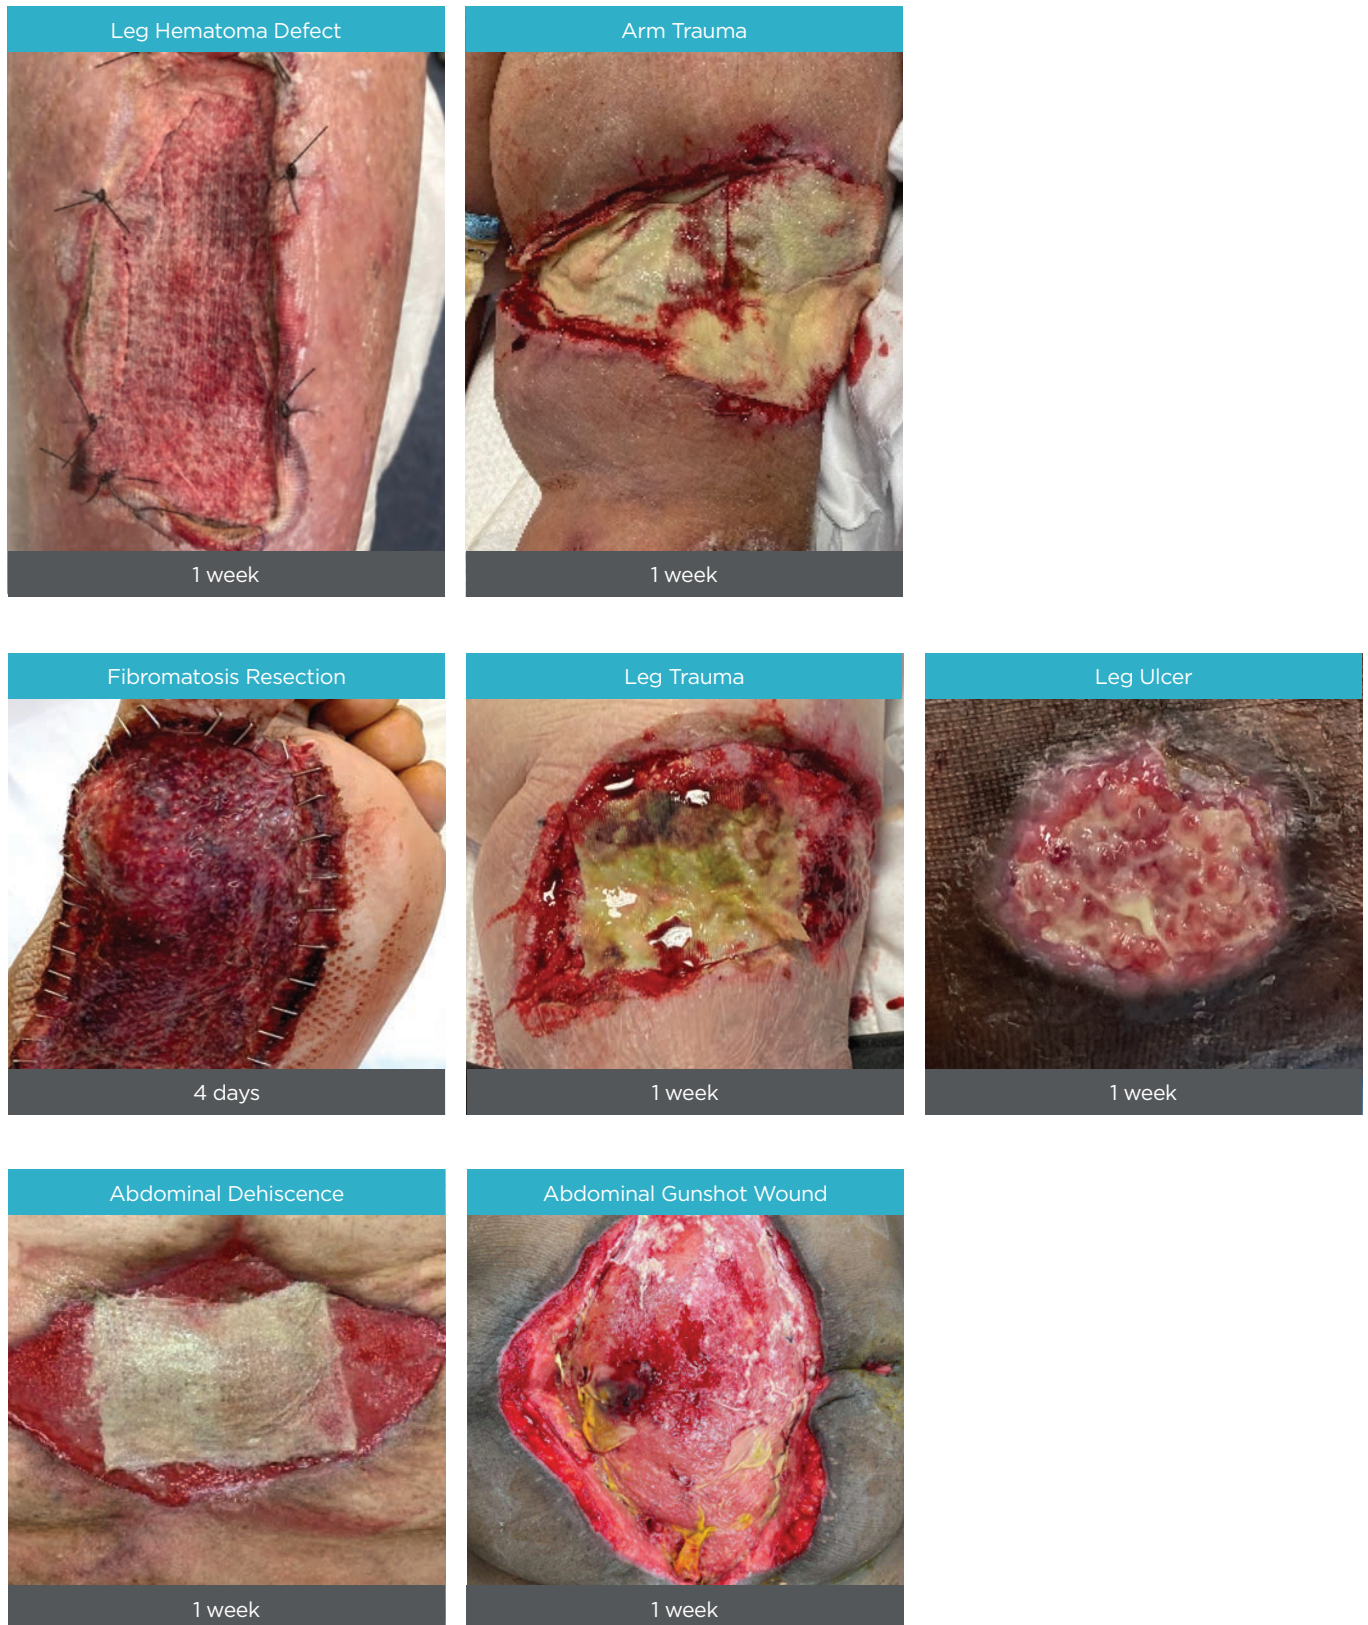 Leg Hematoma Defect
Arm Trauma
1 week
1 week
Fibromatosis Resection
Leg Trauma
Leg Ulcer
4 days
1 week
1 week
Abdominal Dehiscence
Abdominal Gunshot Wound
1 week
1 week